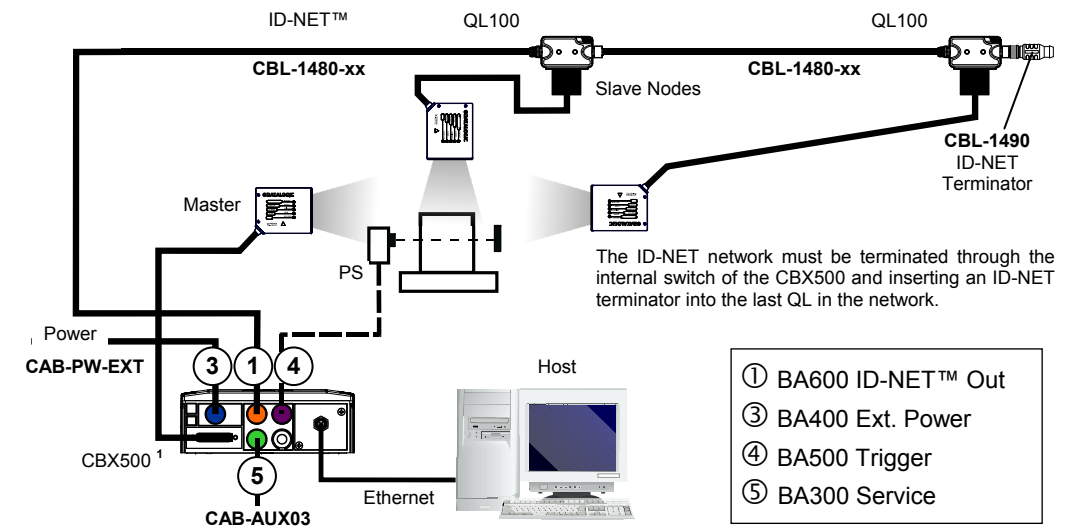 ID-NET™
QL100
QL100
CBL-1480-xx
CBL-1480-xx
Slave Nodes
CBL-1490
ID-NET
Terminator
Master
DATALOGIC
DATALOGIC
DATALOGIC
PS
The ID-NET network must be terminated through the
internal switch of the CBX500 and inserting an ID-NET
terminator into the last QL in the network.
Power
CAB-PW-EXT
3
1
4
Host
CBX500 1
5
Ethernet
CAB-AUX03
① BA600 ID-NET™ Out
③ BA400 Ext. Power
④ BA500 Trigger
⑤ BA300 Service